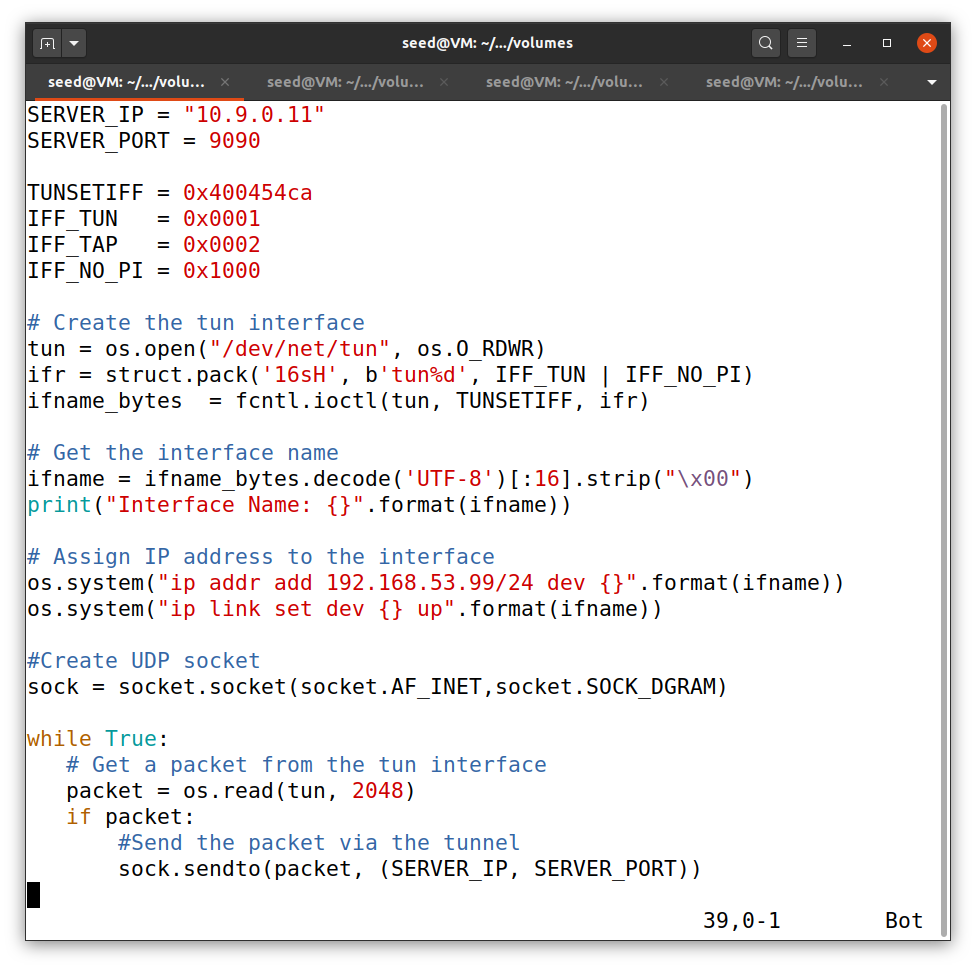 seed@VM: ~/.../volumes
seed@VM: ~/.../volu... × seed@VM: ~/.../volu... × seed@VM: ~/.../volu... × seed@VM: ~/.../volu... ×
SERVER_IP = "10.9.0.11"
SERVER_PORT = 9090

TUNSETIFF = 0x400454ca
IFF_TUN   = 0x0001
IFF_TAP   = 0x0002
IFF_NO_PI = 0x1000

# Create the tun interface
tun = os.open("/dev/net/tun", os.O_RDWR)
ifr = struct.pack('16sH', b'tun%d', IFF_TUN | IFF_NO_PI)
ifname_bytes  = fcntl.ioctl(tun, TUNSETIFF, ifr)

# Get the interface name
ifname = ifname_bytes.decode('UTF-8')[:16].strip("\x00")
print("Interface Name: {}".format(ifname))

# Assign IP address to the interface
os.system("ip addr add 192.168.53.99/24 dev {}".format(ifname))
os.system("ip link set dev {} up".format(ifname))

#Create UDP socket
sock = socket.socket(socket.AF_INET,socket.SOCK_DGRAM)

while True:
   # Get a packet from the tun interface
   packet = os.read(tun, 2048)
   if packet:
       #Send the packet via the tunnel
       sock.sendto(packet, (SERVER_IP, SERVER_PORT))
39,0-1 Bot